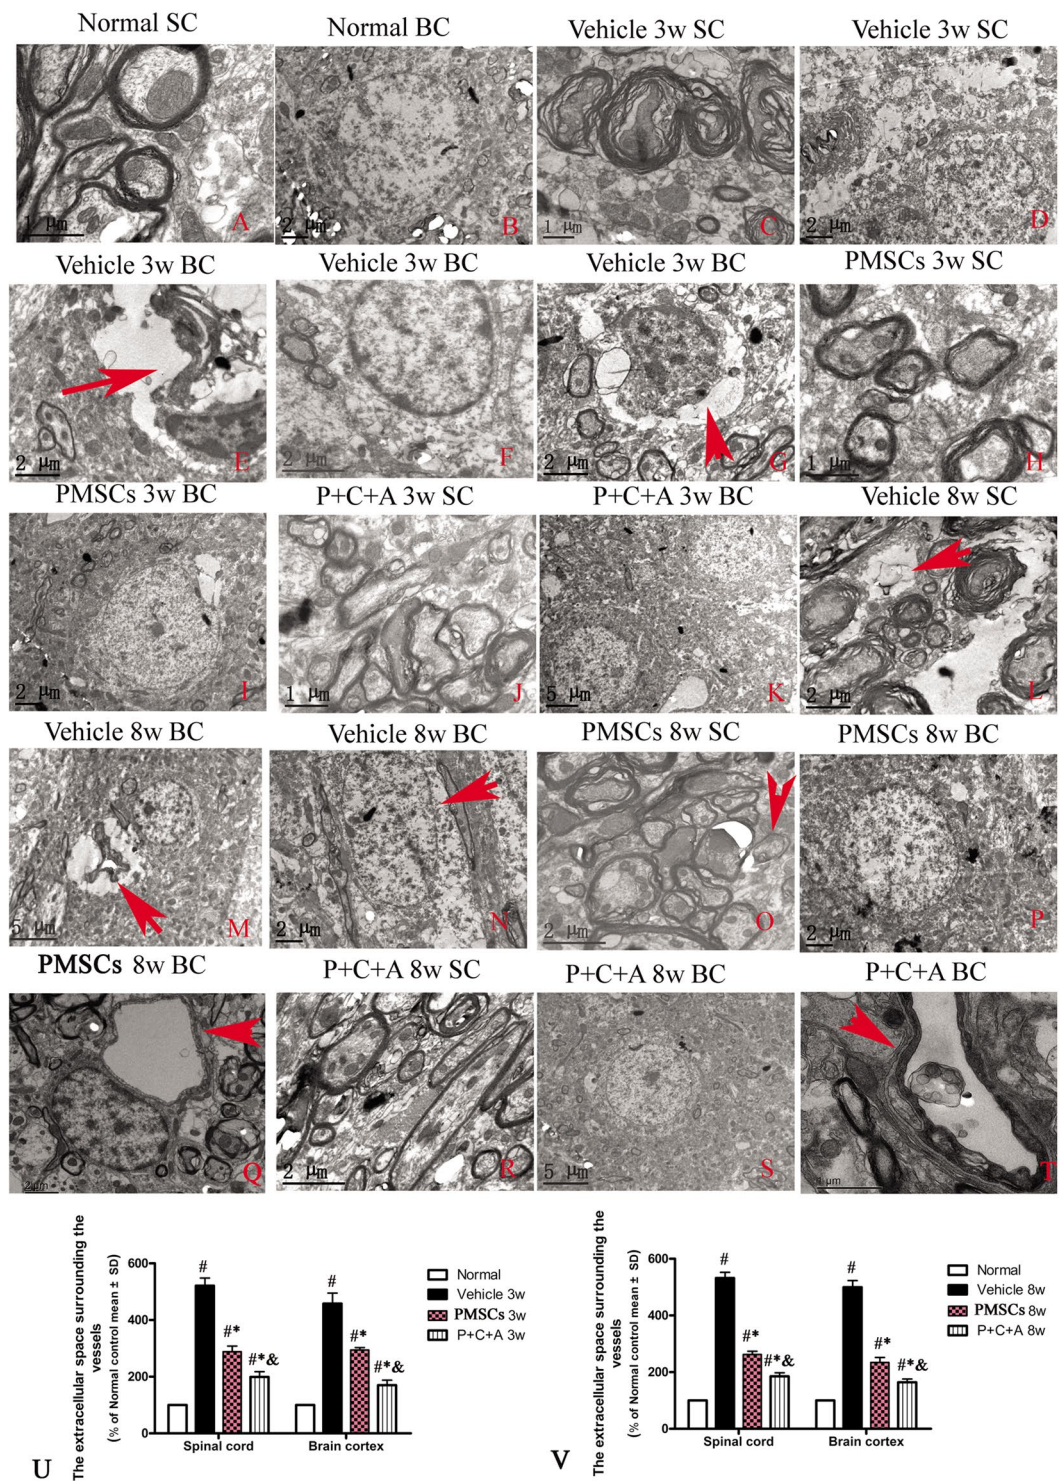 Normal SC
Normal BC
Vehicle 3w SC
Vehicle 3w SC
1 μm
A
2 μm
B
1 μm
C
2 μm
D
Vehicle 3w BC
Vehicle 3w BC
Vehicle 3w BC
PMSCs 3w SC
2 μm
E
2 μm
F
2 μm
G
1 μm
H
PMSCs 3w BC
P+C+A 3w SC
P+C+A 3w BC
Vehicle 8w SC
2 μm
I
1 μm
J
5 μm
K
2 μm
L
Vehicle 8w BC
Vehicle 8w BC
PMSCs 8w SC
PMSCs 8w BC
5 μm
M
2 μm
N
2 μm
O
2 μm
P
PMSCs 8w BC
P+C+A 8w SC
P+C+A 8w BC
P+C+A BC
2 μm
Q
2 μm
R
5 μm
S
μm
T
The extracellular space surrounding the
vessels
(% of Normal control mean ± SD)
600
400
200
0
#
#*
#*&
#
#*
#*&
Spinal cord
Brain cortex
Normal
Vehicle 3w
PMSCs 3w
P+C+A 3w
U
The extracellular space surrounding the
vessels
(% of Normal control mean ± SD)
600
400
200
0
#
#*
#*&
#
#*
#*&
Spinal cord
Brain cortex
Normal
Vehicle 8w
PMSCs 8w
P+C+A 8w
V